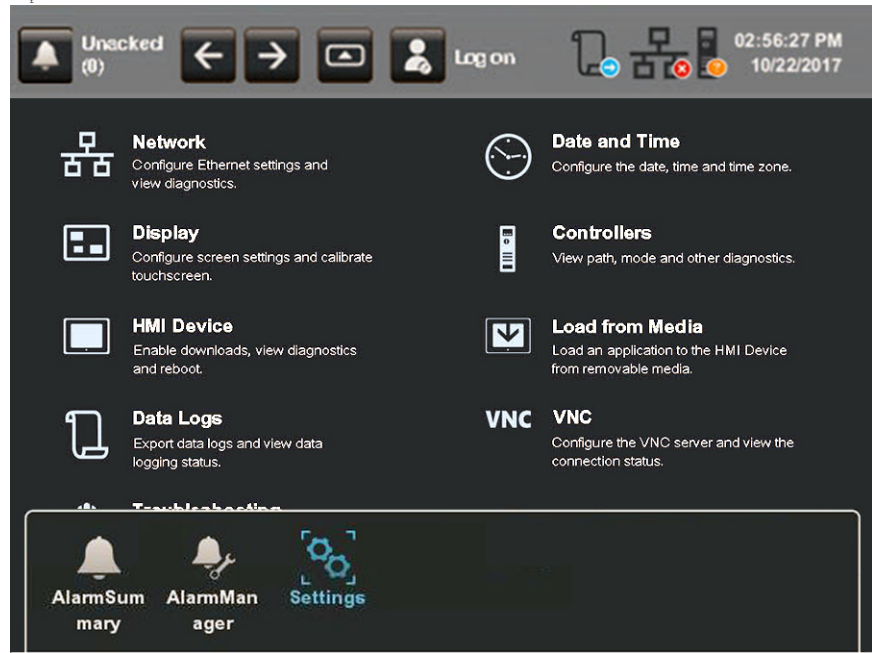 Unacked
(0)
Log on
02:56:27 PM
10/22/2017
Network
Configure Ethernet settings and
view diagnostics.
Date and Time
Configure the date, time and time zone.
Display
Configure screen settings and calibrate
touchscreen.
Controllers
View path, mode and other diagnostics.
HMI Device
Enable downloads, view diagnostics
and reboot.
Load from Media
Load an application to the HMI Device
from removable media.
Data Logs
Export data logs and view data
logging status.
VNC
VNC
Configure the VNC server and view the
connection status.
Troubleshooting
AlarmSum
mary
AlarmMan
ager
Settings